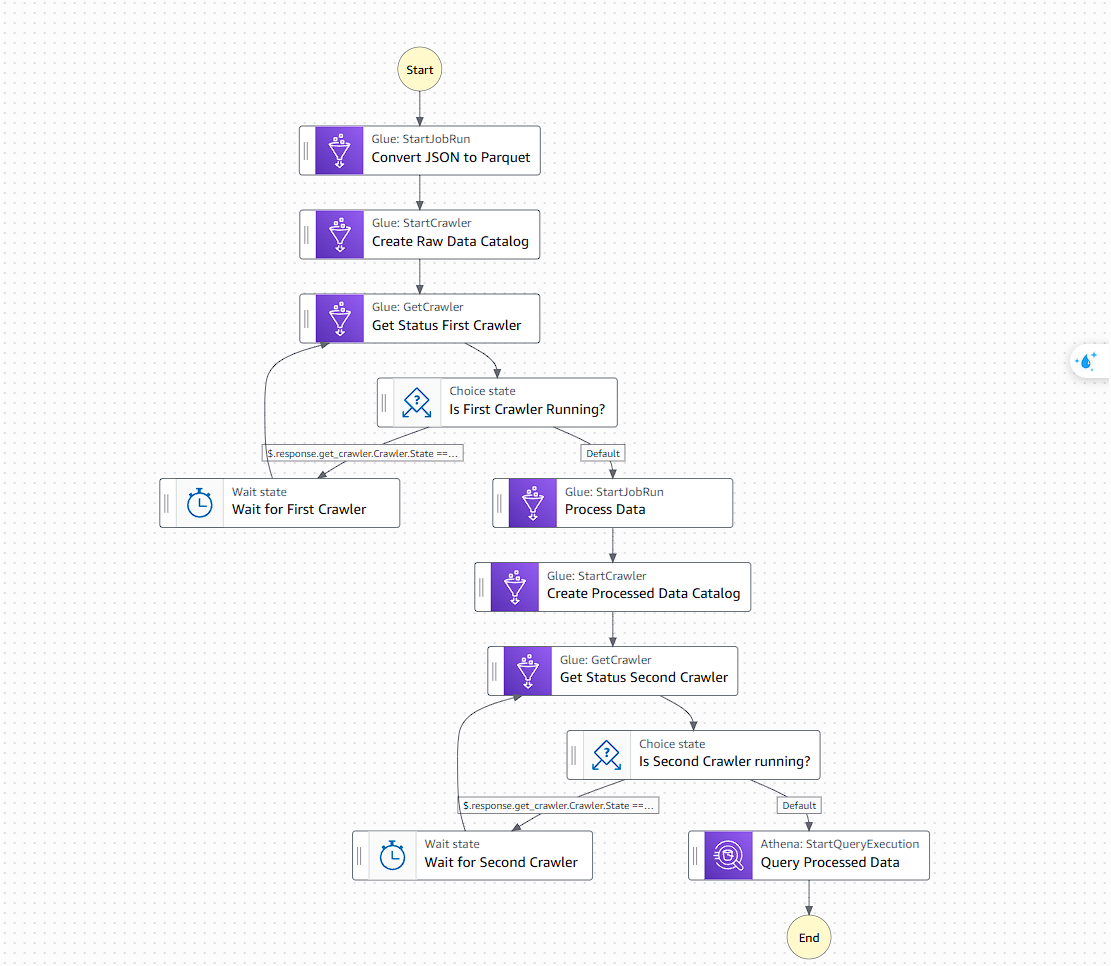 Start
Glue: StartJobRun
Convert JSON to Parquet
Glue: StartCrawler
Create Raw Data Catalog
Glue: GetCrawler
Get Status First Crawler
?
Choice state
Is First Crawler Running?
$.response.get_crawler.Crawler.State ==...
Default
Wait state
Wait for First Crawler
Glue: StartJobRun
Process Data
Glue: StartCrawler
Create Processed Data Catalog
Glue: GetCrawler
Get Status Second Crawler
?
Choice state
Is Second Crawler running?
$.response.get_crawler.Crawler.State ==...
Default
Wait state
Wait for Second Crawler
Athena: StartQueryExecution
Query Processed Data
End